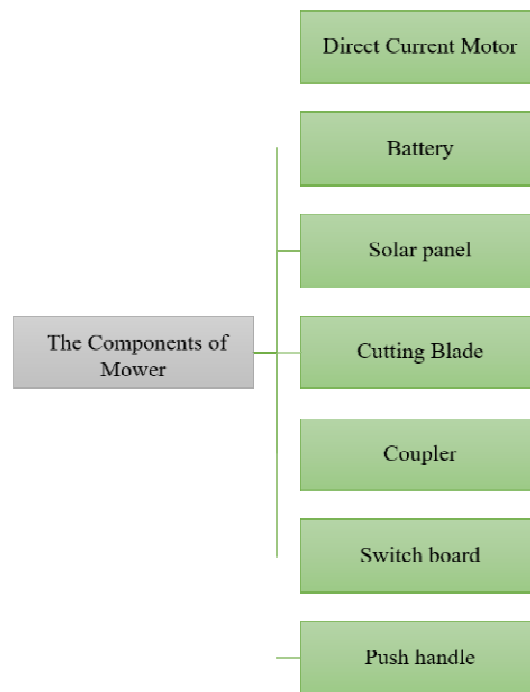 Direct Current Motor
Battery
Solar panel
The Components of
Mower
Cutting Blade
Coupler
Switch board
Push handle